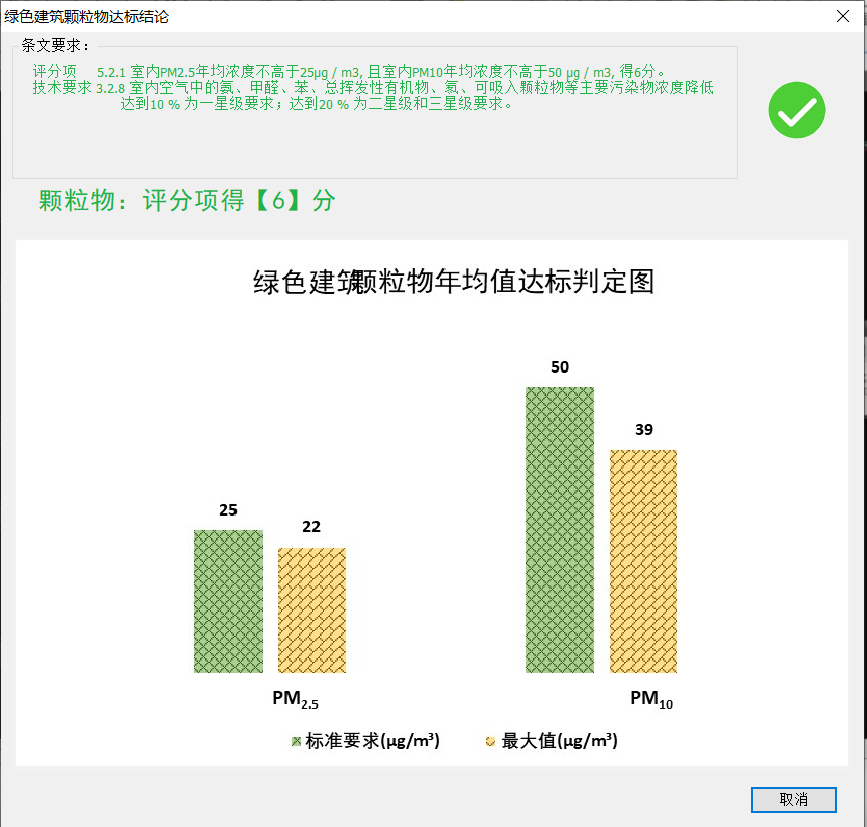 绿色建筑颗粒物达标结论
条文要求：
评分项 5.2.1 室内PM2.5年均浓度不高于25μg / m3, 且室内PM10年均浓度不高于50 μg / m3, 得6分。
技术要求 3.2.8 室内空气中的氨、甲醛、苯、总挥发性有机物、氡、可吸入颗粒物等主要污染物浓度降低
达到10 % 为一星级要求；达到20 % 为二星级和三星级要求。
颗粒物：评分项得【6】分
绿色建筑颗粒物年均值达标判定图
50
39
25
22
PM2.5
PM10
标准要求(μg/m³)
最大值(μg/m³)
取消